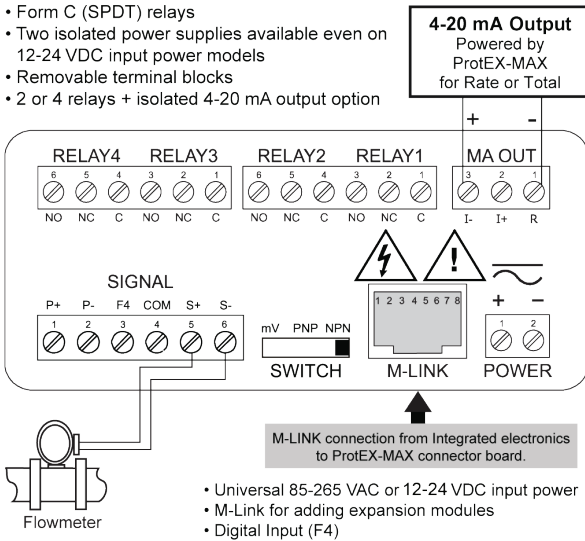 • Form C (SPDT) relays
• Two isolated power supplies available even on
12-24 VDC input power models
• Removable terminal blocks
• 2 or 4 relays + isolated 4-20 mA output option
4-20 mA Output
Powered by
ProtEX-MAX
for Rate or Total
+ -
RELAY4 RELAY3 RELAY2 RELAY1 MA OUT
6 5 4 3 2 1 6 5 4 3 2 1 3 2 1
NO NC C NO NC C NO NC C NO NC C I- I+ R
SIGNAL
P+ P- F4 COM S+ S-
1 2 3 4 5 6
mV PNP NPN
SWITCH
!
1 2 3 4 5 6 7 8
M-LINK
+ -
1 2
POWER
M-LINK connection from Integrated electronics
to ProtEX-MAX connector board.
Flowmeter
• Universal 85-265 VAC or 12-24 VDC input power
• M-Link for adding expansion modules
• Digital Input (F4)